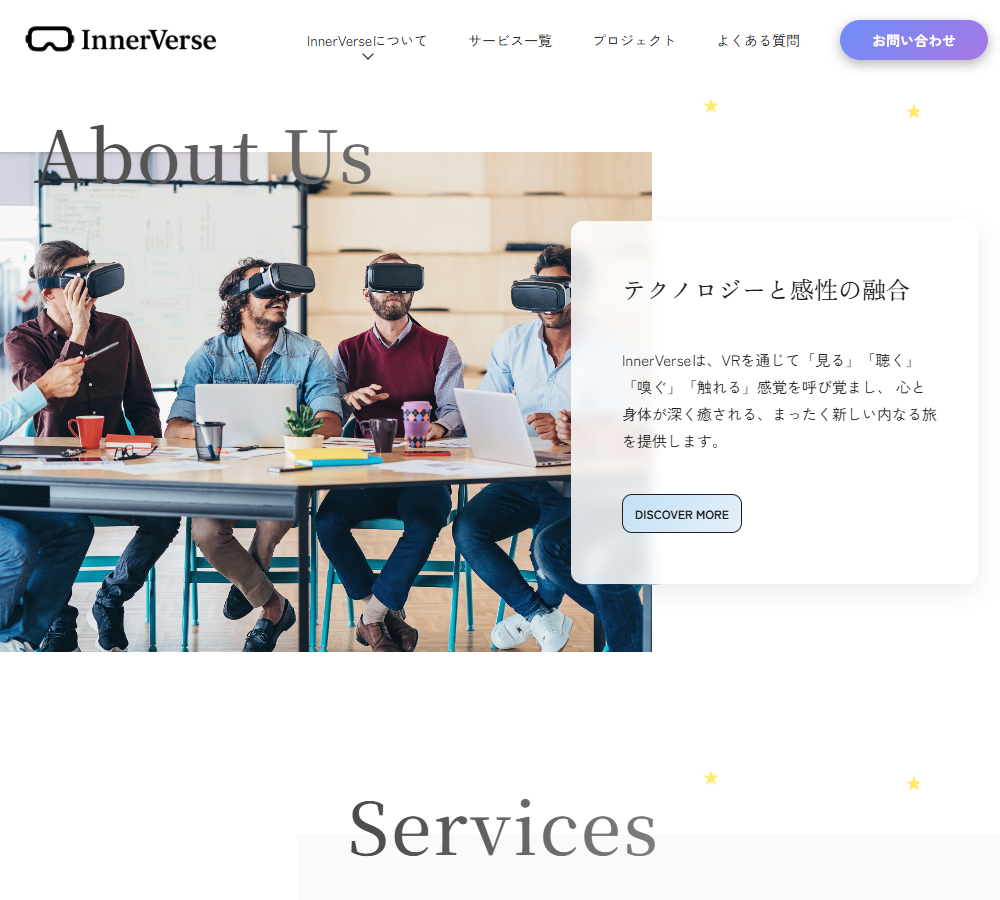 InnerVerse
InnerVerseについて
サービス一覧
プロジェクト
よくある質問
お問い合わせ
About Us
テクノロジーと感性の融合
InnerVerseは、VRを通じて「見る」「聴く」
「嗅ぐ」「触れる」感覚を呼び覚まし、 心と
身体が深く癒される、まったく新しい内なる旅
を提供します。
DISCOVER MORE
Services